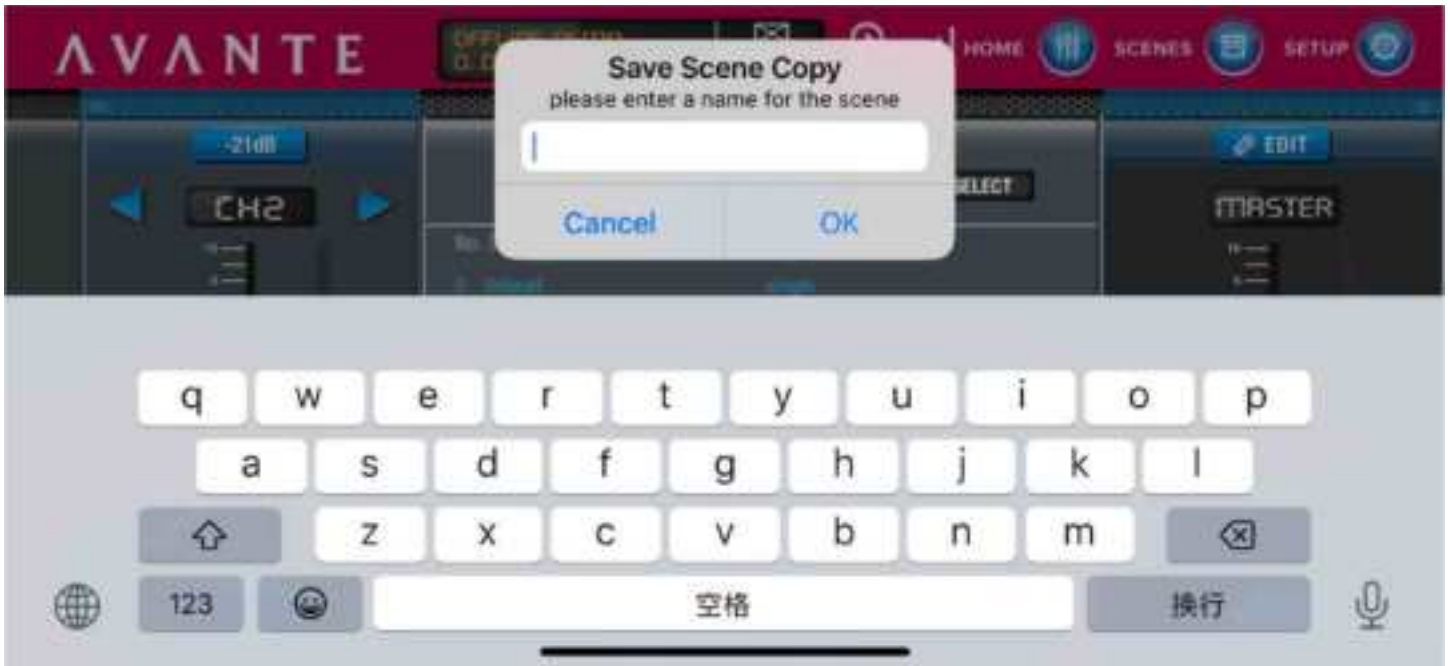 AVANTE
HOME
SCENES
SETUP
Save Scene Copy
please enter a name for the scene
-21dB
EDIT
SELECT
CH2
MASTER
Cancel
OK
q w e r t y u i o p
a s d f g h j k l
z x c v b n m
123
空格
换行